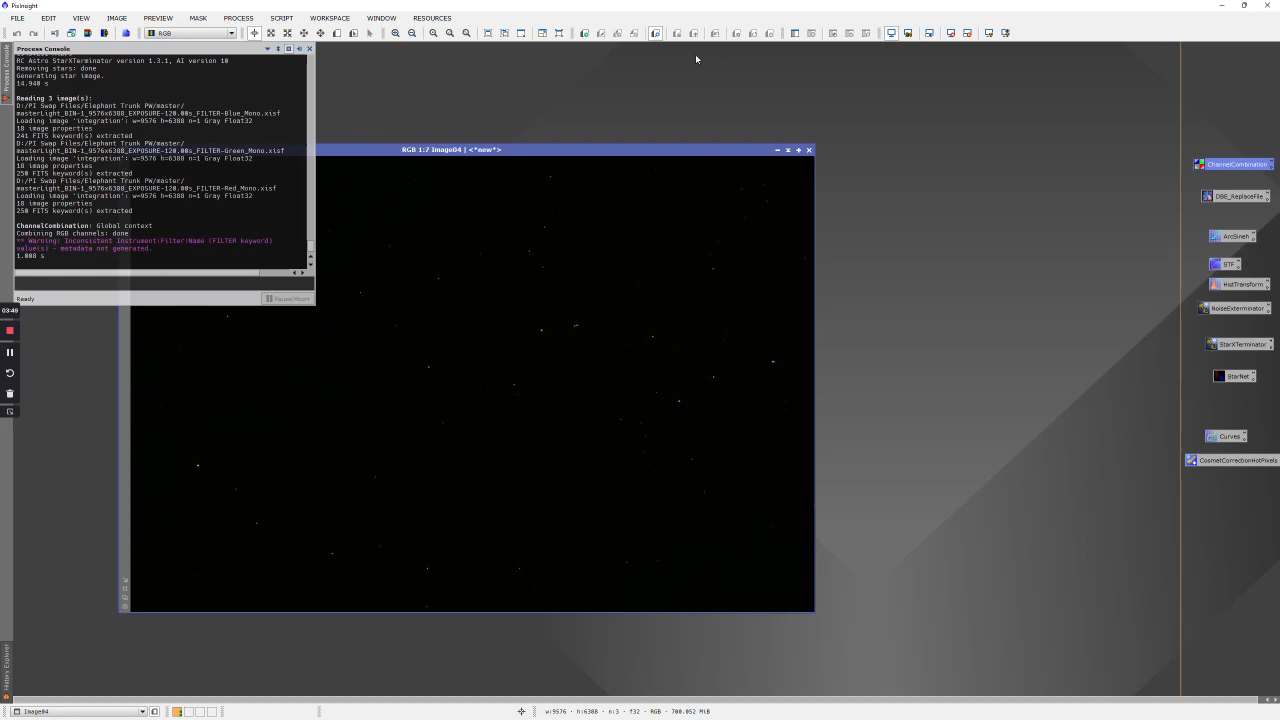 PixInsight
FILE EDIT VIEW IMAGE PREVIEW MASK PROCESS SCRIPT WORKSPACE WINDOW RESOURCES
RGB
Process Console
RC Astro StarXTerminator version 1.3.1, AI version 10
Removing stars: done
Generating star image.
14.940 s
Reading 3 image(s):
D:/PI Swap Files/Elephant Trunk PW/master/
masterLight_BIN-1_9576x6388_EXPOSURE-120.00s_FILTER-Blue_Mono.xisf
Loading image 'integration': w=9576 h=6388 n=1 Gray Float32
18 image properties
241 FITS keyword(s) extracted
D:/PI Swap Files/Elephant Trunk PW/master/
masterLight_BIN-1_9576x6388_EXPOSURE-120.00s_FILTER-Green_Mono.xisf
Loading image 'integration': w=9576 h=6388 n=1 Gray Float32
18 image properties
250 FITS keyword(s) extracted
D:/PI Swap Files/Elephant Trunk PW/master/
masterLight_BIN-1_9576x6388_EXPOSURE-120.00s_FILTER-Red_Mono.xisf
Loading image 'integration': w=9576 h=6388 n=1 Gray Float32
18 image properties
250 FITS keyword(s) extracted
ChannelCombination: Global context
Combining RGB channels: done
** Warning: Inconsistent Instrument:Filter:Name (FILTER keyword)
value(s) - metadata not generated.
1.008 s
Ready
Pause/Abort
Process Console
03:49
RGB 1:7 Image04 | <*new*>
ChannelCombination
DBE_ReplaceFile
ArcSineh
STF
HistTransform
NoiseExterminator
StarXTerminator
StarNet
Curves
CosmetCorrectionHotPixels
History Explorer
Image04
w:9576 · h:6388 · n:3 · f32 · RGB · 700.052 MiB